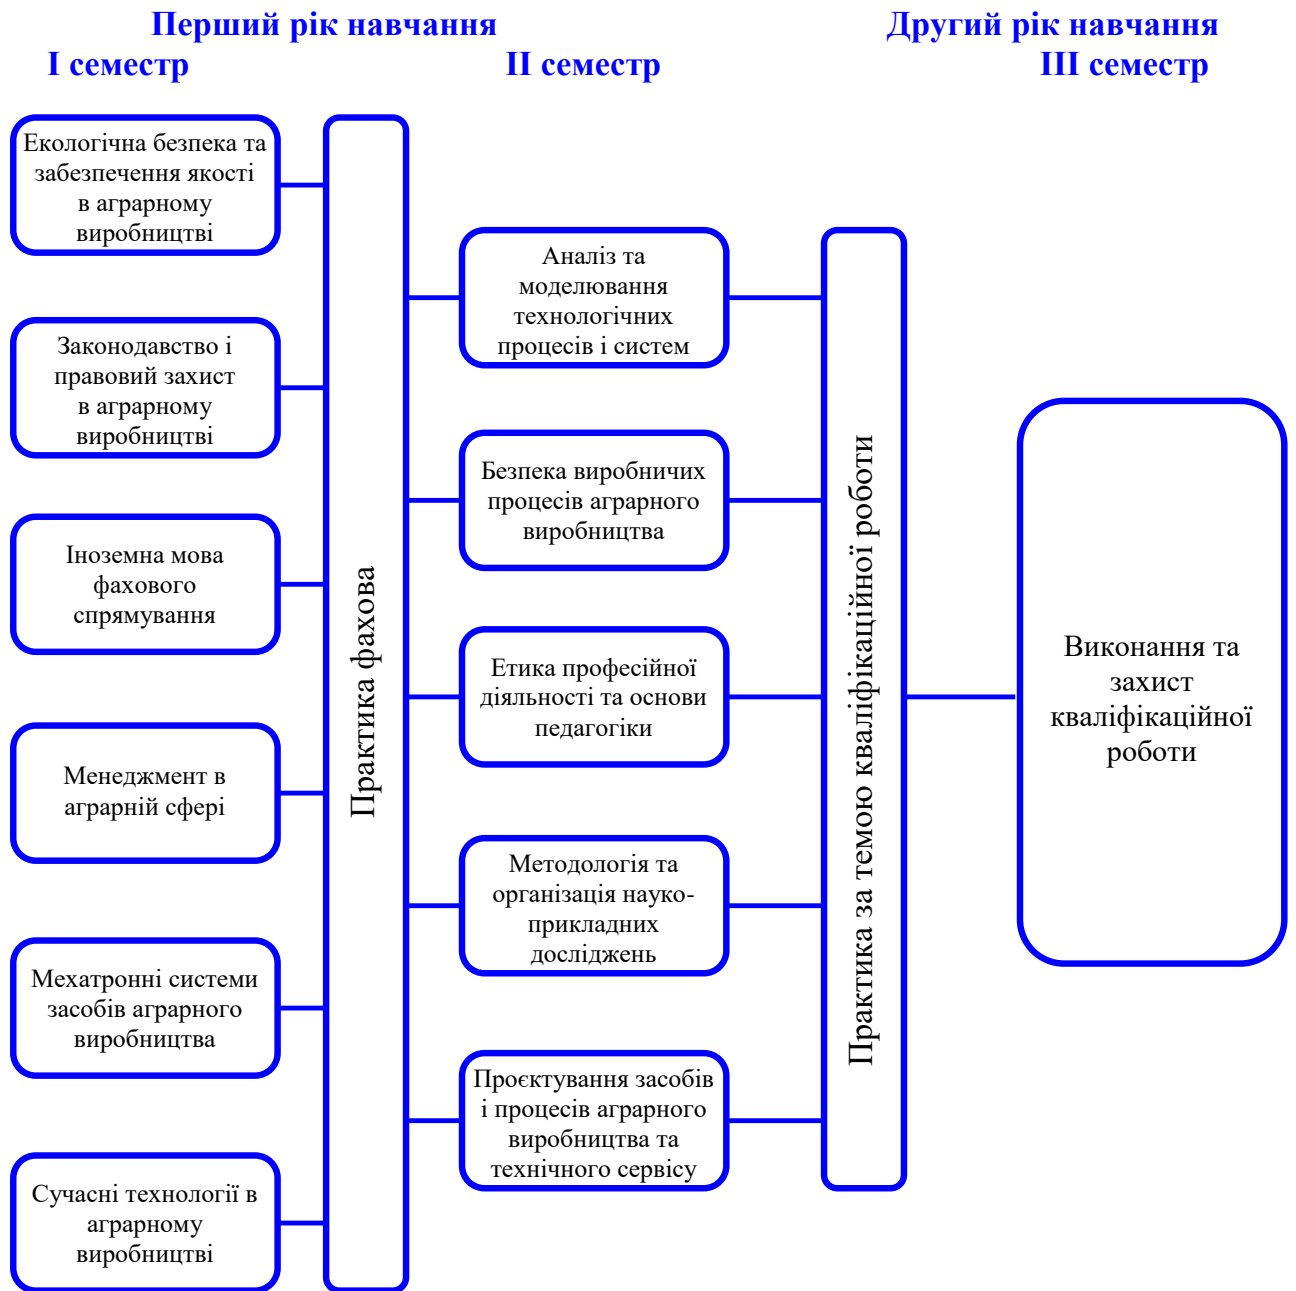 Перший рік навчання
Другий рік навчання
І семестр
ІІ семестр
ІІІ семестр
Екологічна безпека та
забезпечення якості
в аграрному
виробництві
Законодавство і
правовий захист
в аграрному
виробництві
Іноземна мова
фахового
спрямування
Менеджмент в
аграрній сфері
Мехатронні системи
засобів аграрного
виробництва
Сучасні технології в
аграрному
виробництві
Практика фахова
Аналіз та
моделювання
технологічних
процесів і систем
Безпека виробничих
процесів аграрного
виробництва
Етика професійної
діяльності та основи
педагогіки
Методологія та
організація науко-
прикладних
досліджень
Проєктування засобів
і процесів аграрного
виробництва та
технічного сервісу
Практика за темою кваліфікаційної роботи
Виконання та
захист
кваліфікаційної
роботи